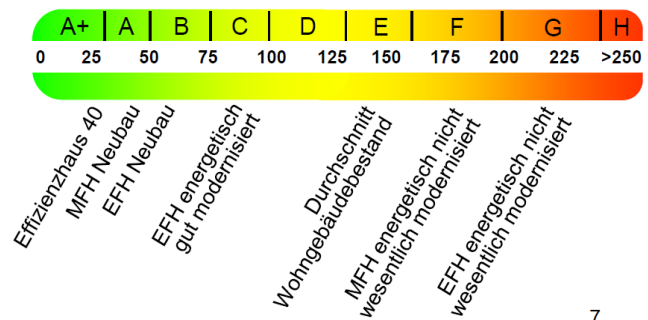 A+ A B C D E F G H
0 25 50 75 100 125 150 175 200 225 >250
Effizienzhaus 40
MFH Neubau
EFH Neubau
EFH energetisch
gut modernisiert
Durchschnitt
Wohngebäudebestand
MFH energetisch nicht
wesentlich modernisiert
EFH energetisch nicht
wesentlich modernisiert
7